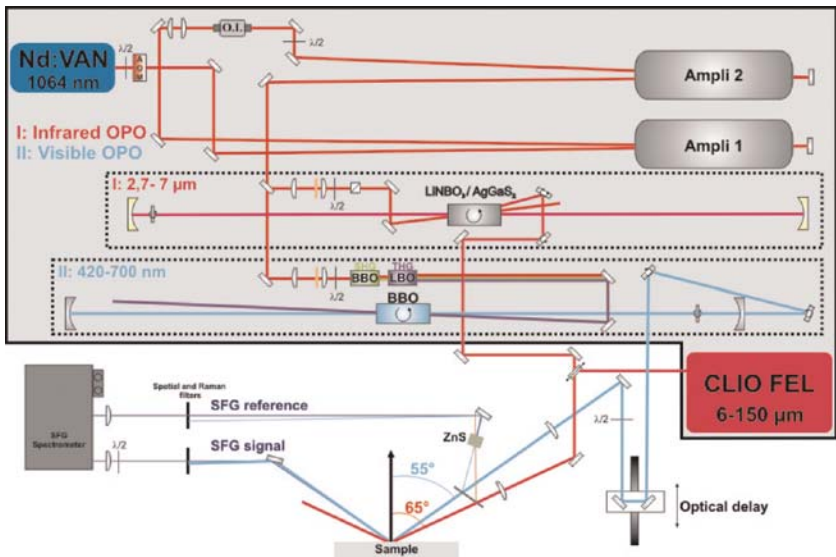 Nd:VAN
1064 nm
λ/2
AOM
O.I.
λ/2
Ampli 2
Ampli 1
I: Infrared OPO
II: Visible OPO
I: 2,7- 7 µm
λ/2
LINBO₃/ AgGaS₂
II: 420-700 nm
λ/2
SHG
BBO
THG
LBO
BBO
CLIO FEL
6-150 µm
SFG
Spectrometer
Spatial and Raman
filters
SFG reference
λ/2
SFG signal
ZnS
λ/2
55°
65°
Optical delay
Sample